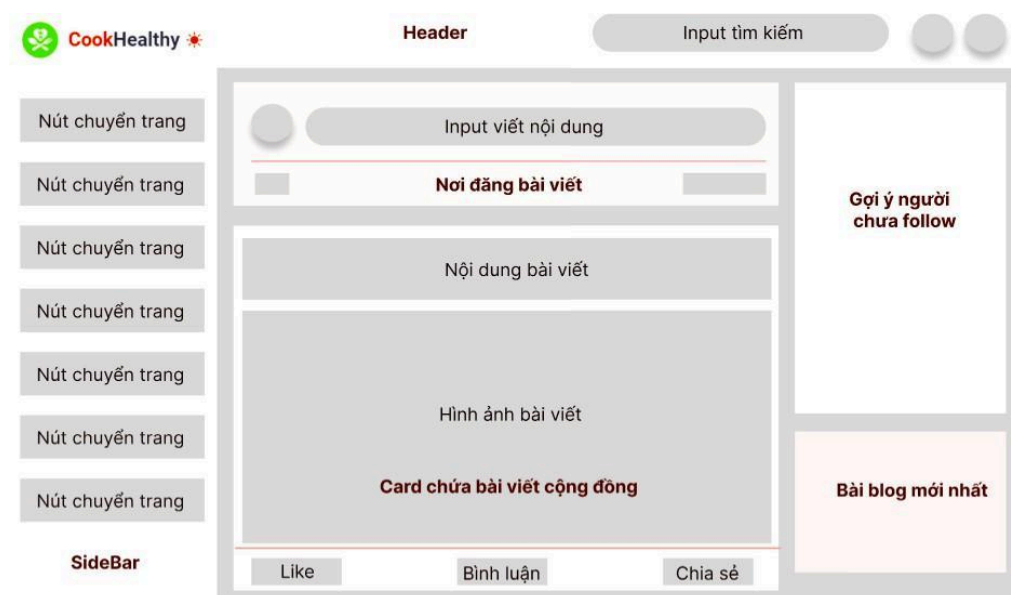 CookHealthy
Header
Input tìm kiếm
Nút chuyển trang
Nút chuyển trang
Nút chuyển trang
Nút chuyển trang
Nút chuyển trang
Nút chuyển trang
Nút chuyển trang
SideBar
Input viết nội dung
Nơi đăng bài viết
Nội dung bài viết
Hình ảnh bài viết
Card chứa bài viết cộng đồng
Like
Bình luận
Chia sẻ
Gợi ý người
chưa follow
Bài blog mới nhất